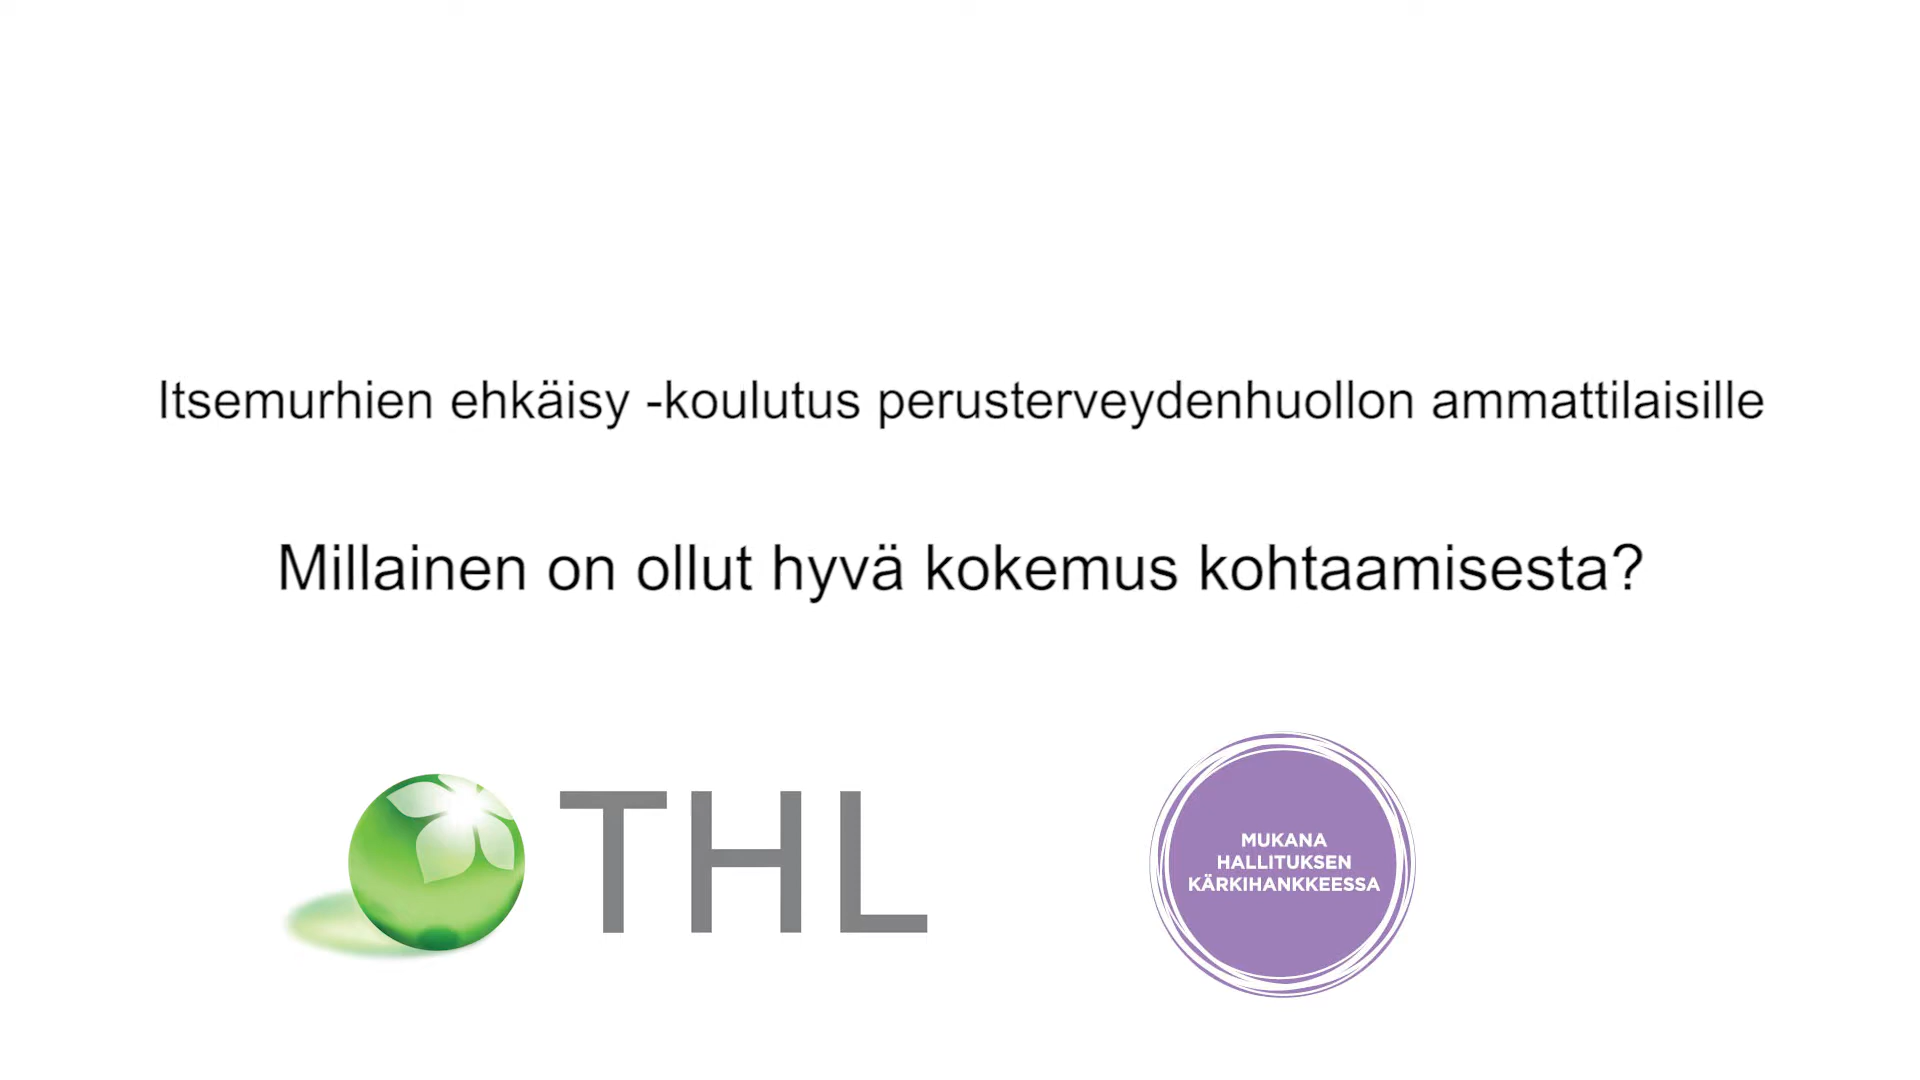 Itsemurhien ehkäisy -koulutus perusterveydenhuollon ammattilaisille
Millainen on ollut hyvä kokemus kohtaamisesta?
THL
MUKANA
HALLITUKSEN
KÄRKIHANKKEESSA